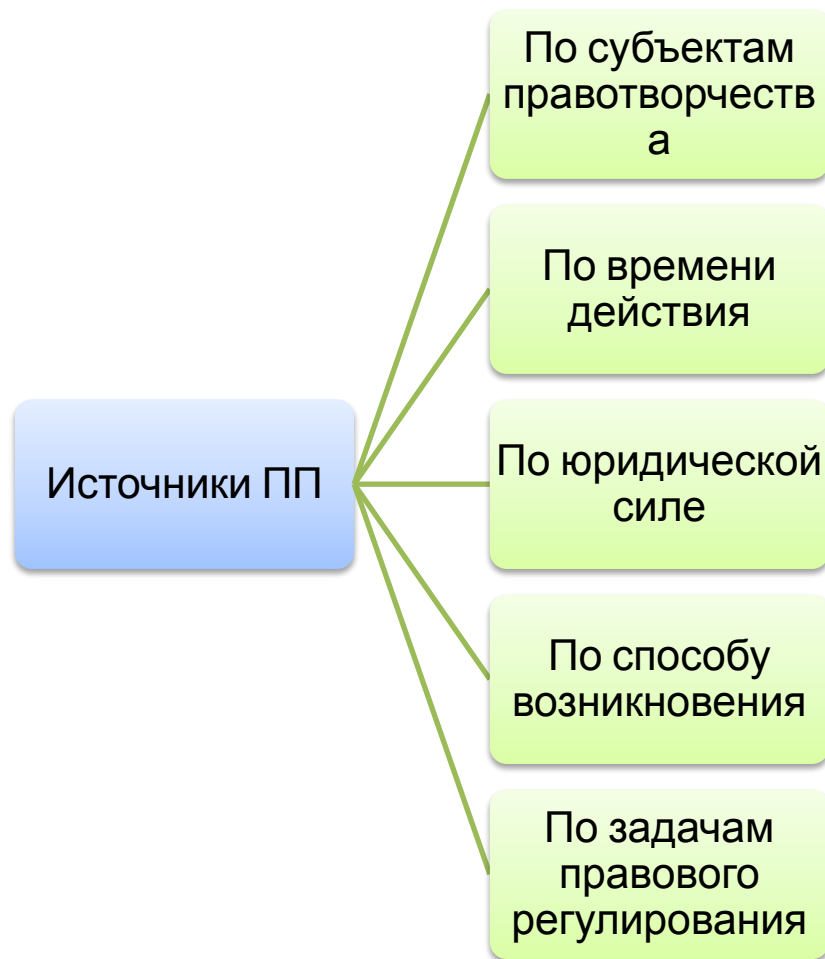 По субъектам
правотворчеств
а
По времени
действия
Источники ПП
По юридической
силе
По способу
возникновения
По задачам
правового
регулирования